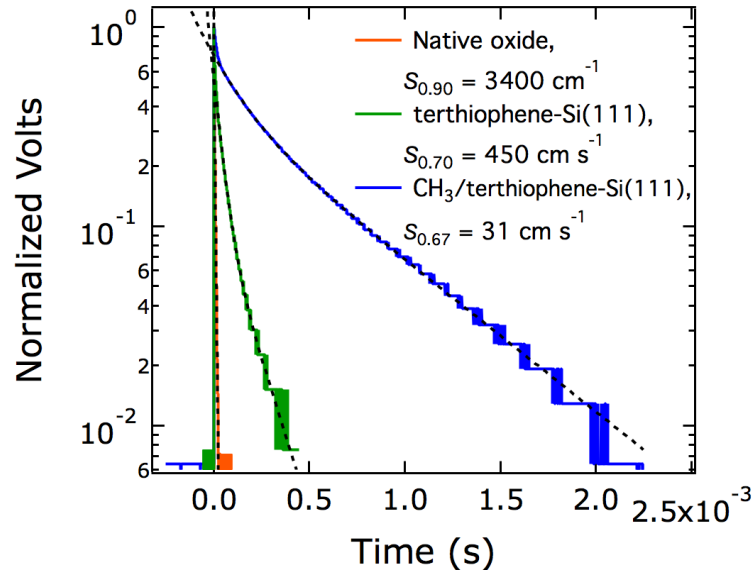 Normalized Volts
10⁰
6
4
2
10⁻¹
6
4
2
10⁻²
6
Native oxide,
S₀.₉₀ = 3400 cm⁻¹
terthiophene-Si(111),
S₀.₇₀ = 450 cm s⁻¹
CH₃/terthiophene-Si(111),
S₀.₆₇ = 31 cm s⁻¹
0.0 0.5 1.0 1.5 2.0 2.5x10⁻³
Time (s)